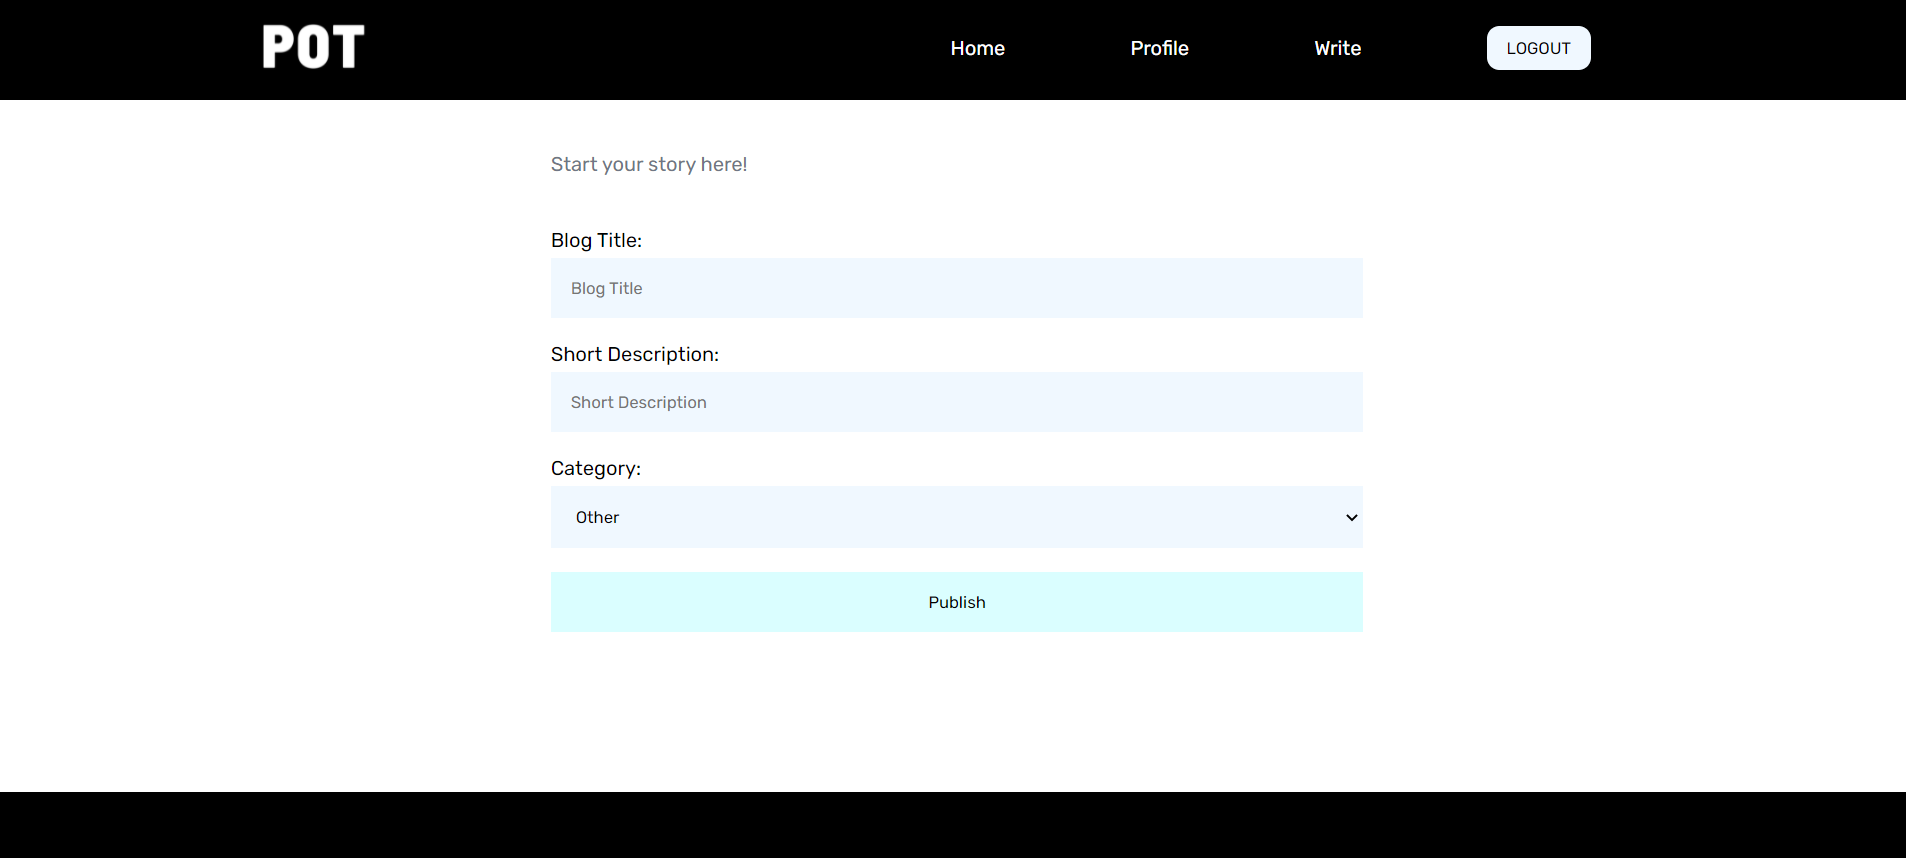 POT
Home Profile Write LOGOUT
Start your story here!
Blog Title:
Blog Title
Short Description:
Short Description
Category:
Other
Publish